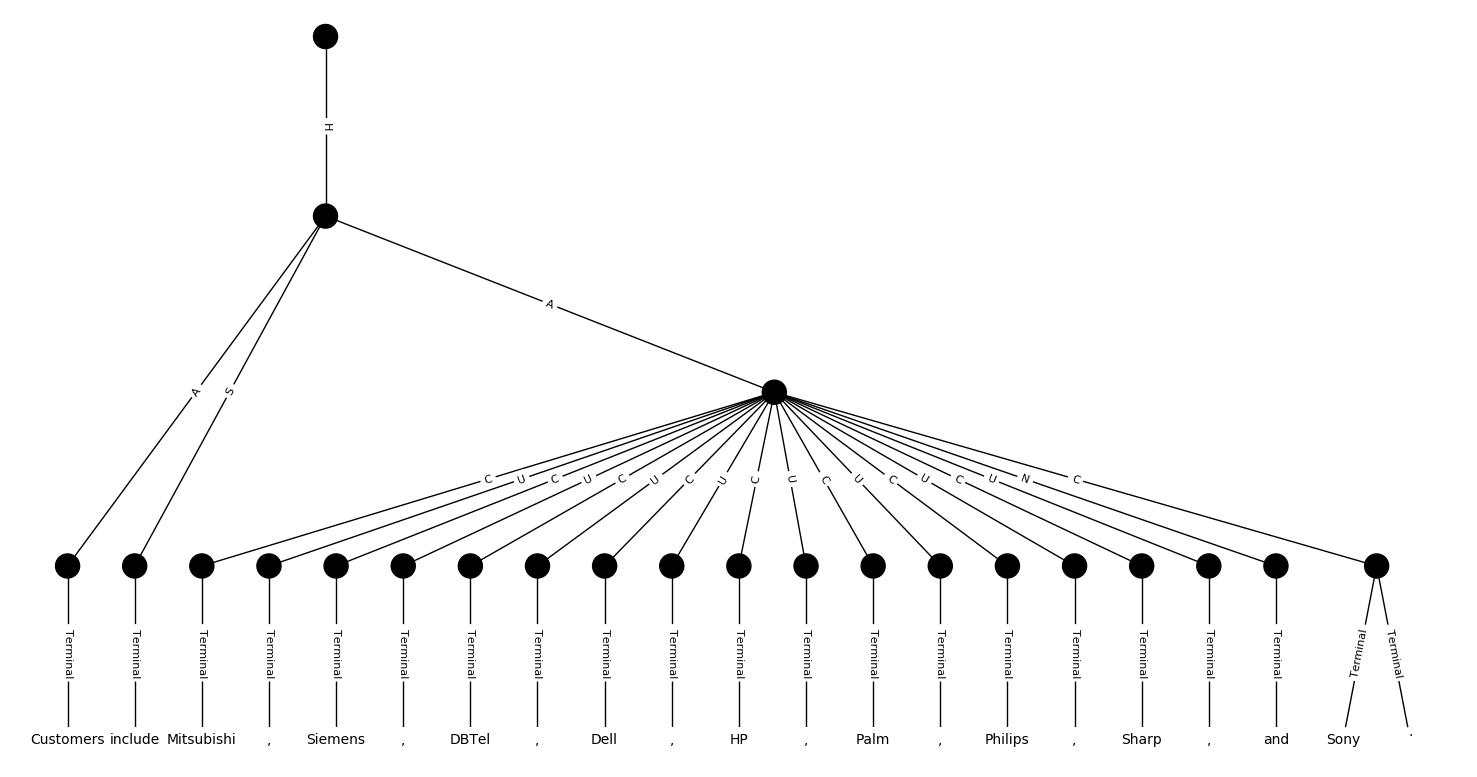 H
A
A S
C U C U C U C U C U C U C U C U N C
Terminal Terminal Terminal Terminal Terminal Terminal Terminal Terminal Terminal Terminal Terminal Terminal Terminal Terminal Terminal Terminal Terminal Terminal Terminal Terminal Terminal
Customers include Mitsubishi , Siemens , DBTel , Dell , HP , Palm , Philips , Sharp , and Sony .